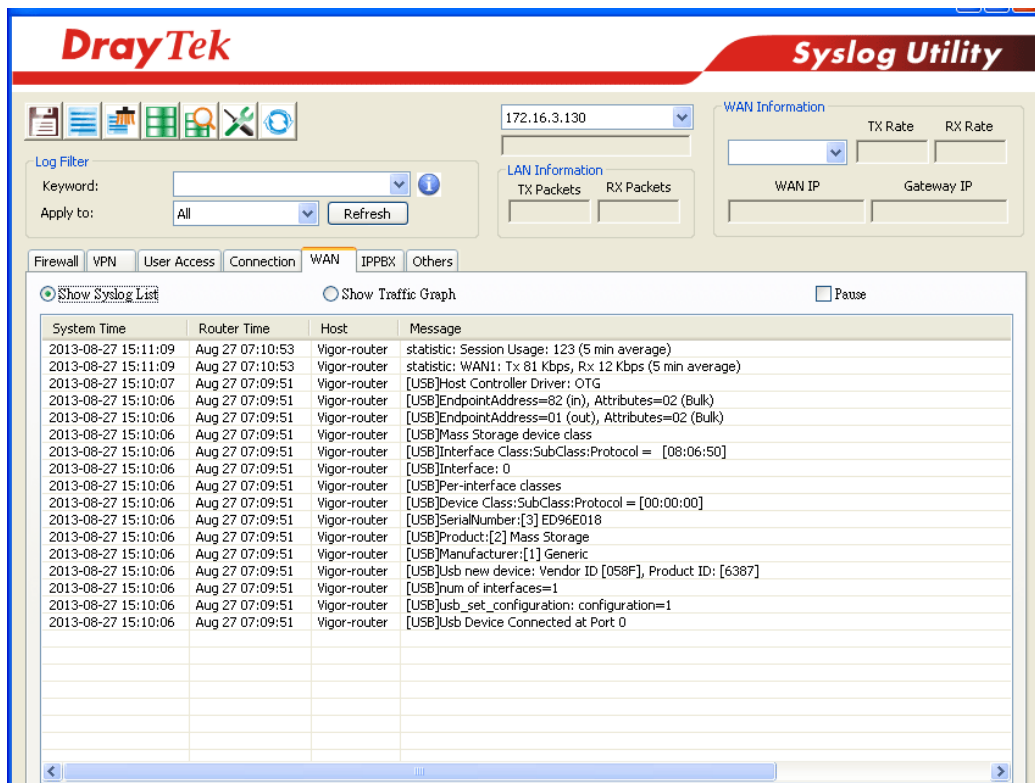 DrayTek
Syslog Utility
172.16.3.130
WAN Information
TX Rate RX Rate
Log Filter
Keyword:
LAN Information
TX Packets RX Packets
WAN IP Gateway IP
Apply to: All Refresh
Firewall VPN User Access Connection WAN IPPBX Others
Show Syslog List Show Traffic Graph Pause
System Time Router Time Host Message
2013-08-27 15:11:09 Aug 27 07:10:53 Vigor-router statistic: Session Usage: 123 (5 min average)
2013-08-27 15:11:09 Aug 27 07:10:53 Vigor-router statistic: WAN1: Tx 81 Kbps, Rx 12 Kbps (5 min average)
2013-08-27 15:10:07 Aug 27 07:09:51 Vigor-router [USB]Host Controller Driver: OTG
2013-08-27 15:10:06 Aug 27 07:09:51 Vigor-router [USB]EndpointAddress=82 (in), Attributes=02 (Bulk)
2013-08-27 15:10:06 Aug 27 07:09:51 Vigor-router [USB]EndpointAddress=01 (out), Attributes=02 (Bulk)
2013-08-27 15:10:06 Aug 27 07:09:51 Vigor-router [USB]Mass Storage device class
2013-08-27 15:10:06 Aug 27 07:09:51 Vigor-router [USB]Interface Class:SubClass:Protocol = [08:06:50]
2013-08-27 15:10:06 Aug 27 07:09:51 Vigor-router [USB]Interface: 0
2013-08-27 15:10:06 Aug 27 07:09:51 Vigor-router [USB]Per-interface classes
2013-08-27 15:10:06 Aug 27 07:09:51 Vigor-router [USB]Device Class:SubClass:Protocol = [00:00:00]
2013-08-27 15:10:06 Aug 27 07:09:51 Vigor-router [USB]SerialNumber:[3] ED96E018
2013-08-27 15:10:06 Aug 27 07:09:51 Vigor-router [USB]Product:[2] Mass Storage
2013-08-27 15:10:06 Aug 27 07:09:51 Vigor-router [USB]Manufacturer:[1] Generic
2013-08-27 15:10:06 Aug 27 07:09:51 Vigor-router [USB]Usb new device: Vendor ID [058F], Product ID: [6387]
2013-08-27 15:10:06 Aug 27 07:09:51 Vigor-router [USB]num of interfaces=1
2013-08-27 15:10:06 Aug 27 07:09:51 Vigor-router [USB]usb_set_configuration: configuration=1
2013-08-27 15:10:06 Aug 27 07:09:51 Vigor-router [USB]Usb Device Connected at Port 0